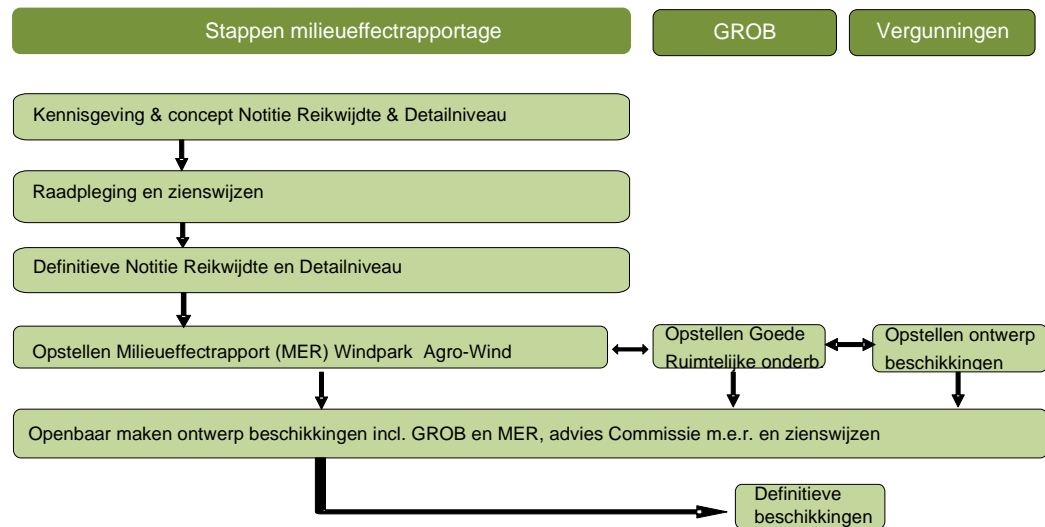 Stappen milieueffectrapportage
GROB
Vergunningen
Kennisgeving & concept Notitie Reikwijdte & Detailniveau
Raadpleging en zienswijzen
Definitieve Notitie Reikwijdte en Detailniveau
Opstellen Milieueffectrapport (MER) Windpark Agro-Wind
Opstellen Goede
Ruimtelijke onderb.
Opstellen ontwerp
beschikkingen
Openbaar maken ontwerp beschikkingen incl. GROB en MER, advies Commissie m.e.r. en zienswijzen
Definitieve
beschikkingen